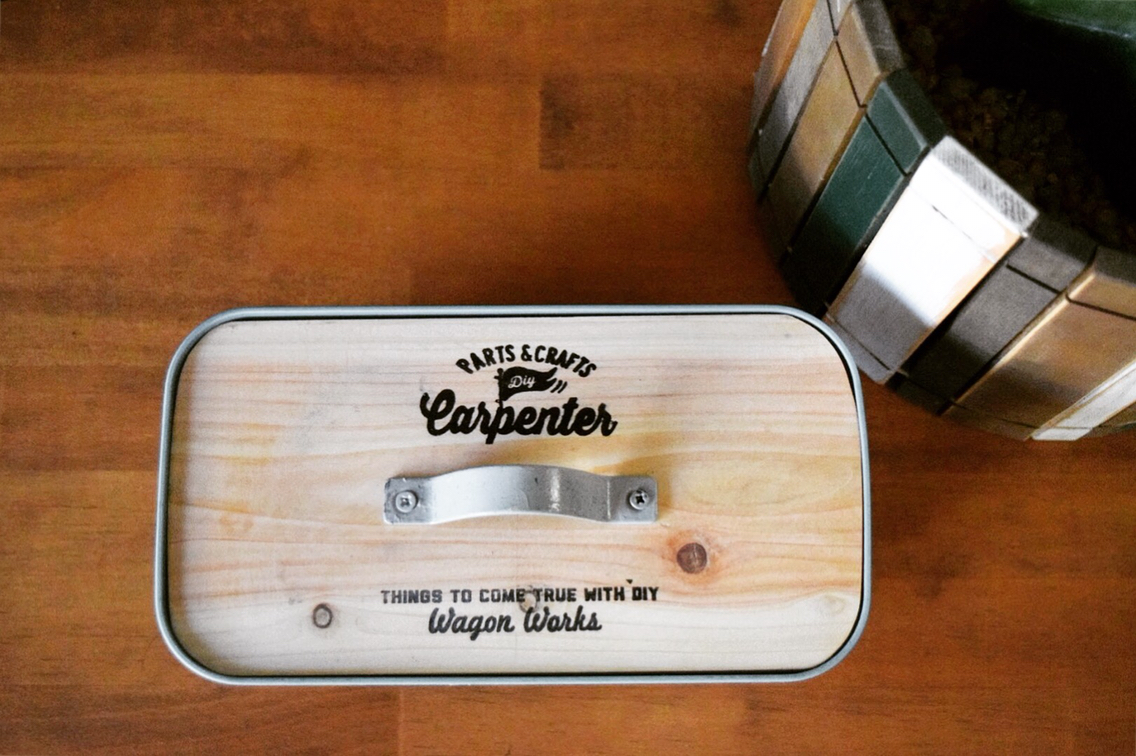 PARTS & CRAFTS
Diy
Carpenter
THINGS TO COME TRUE WITH DIY
Wagon Works